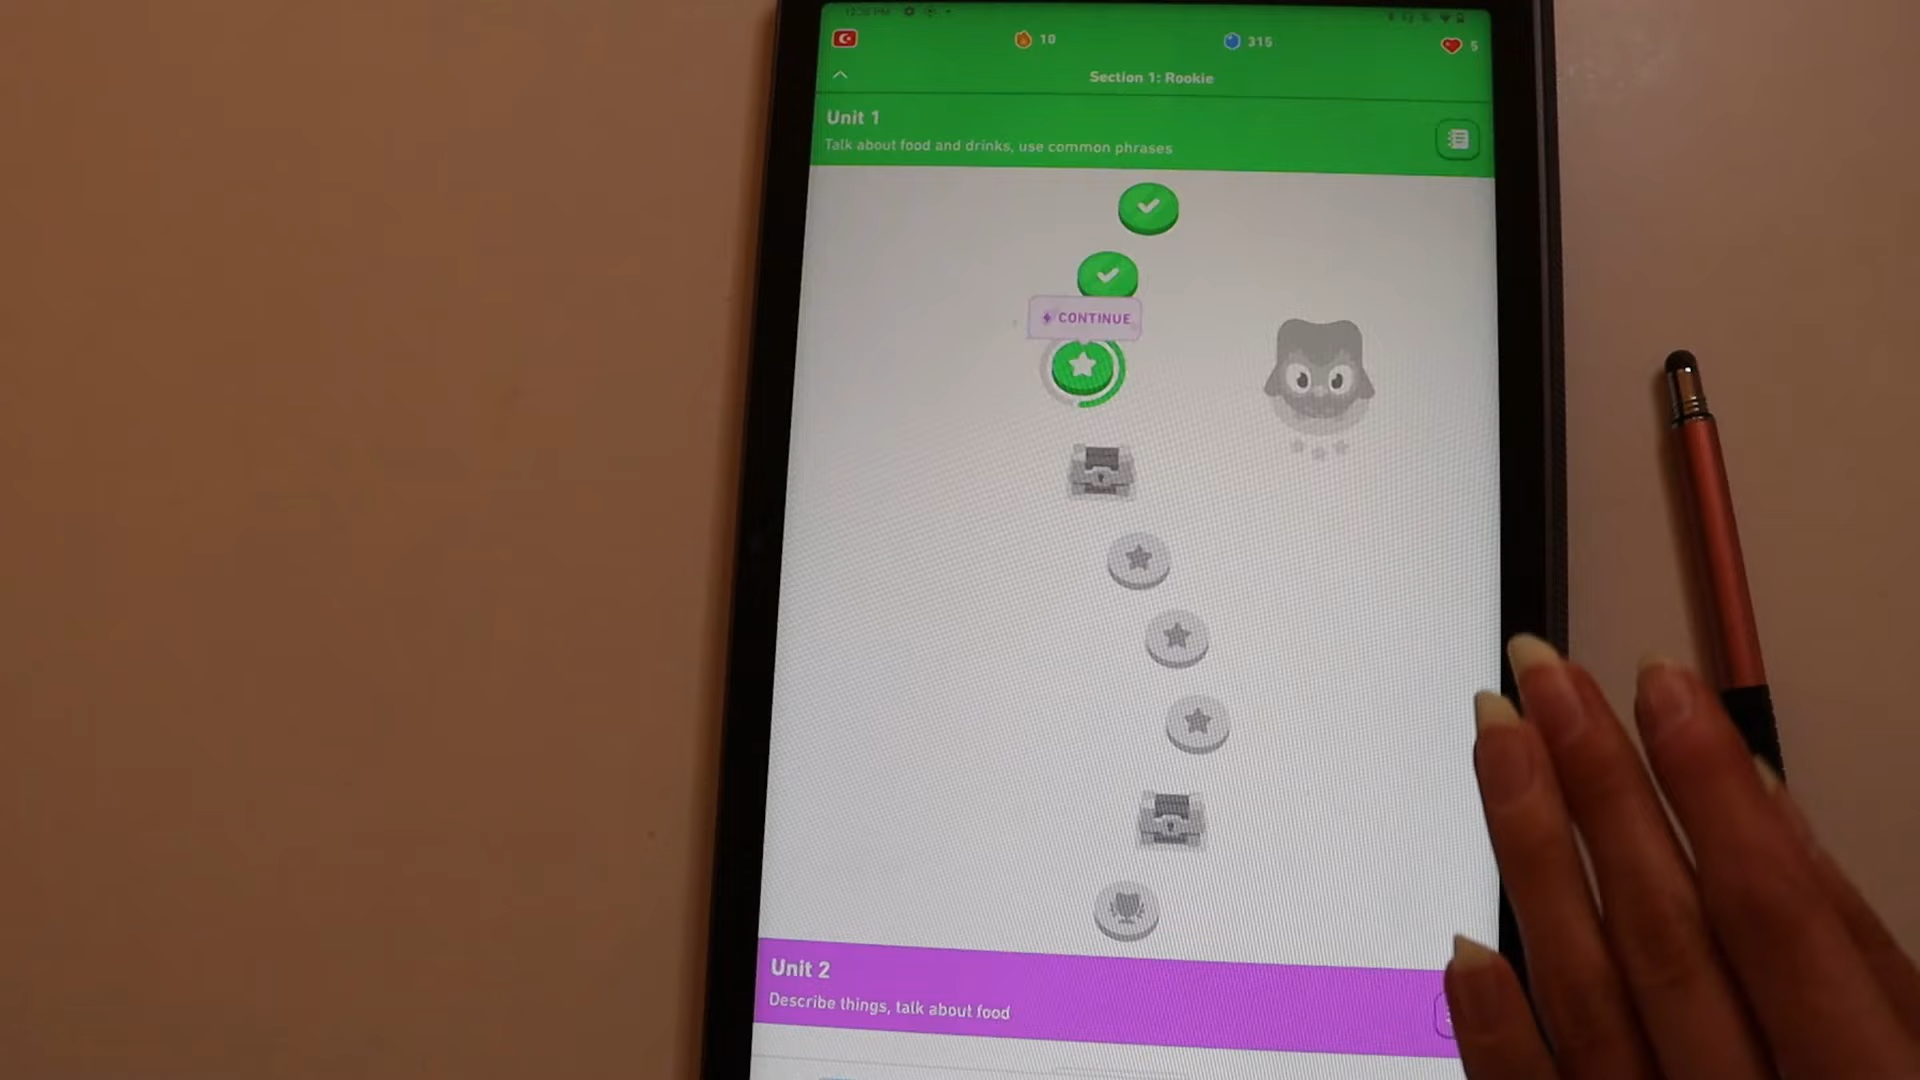 10
315
5
Section 1: Rookie
Unit 1
Talk about food and drinks, use common phrases
CONTINUE
Unit 2
Describe things, talk about food